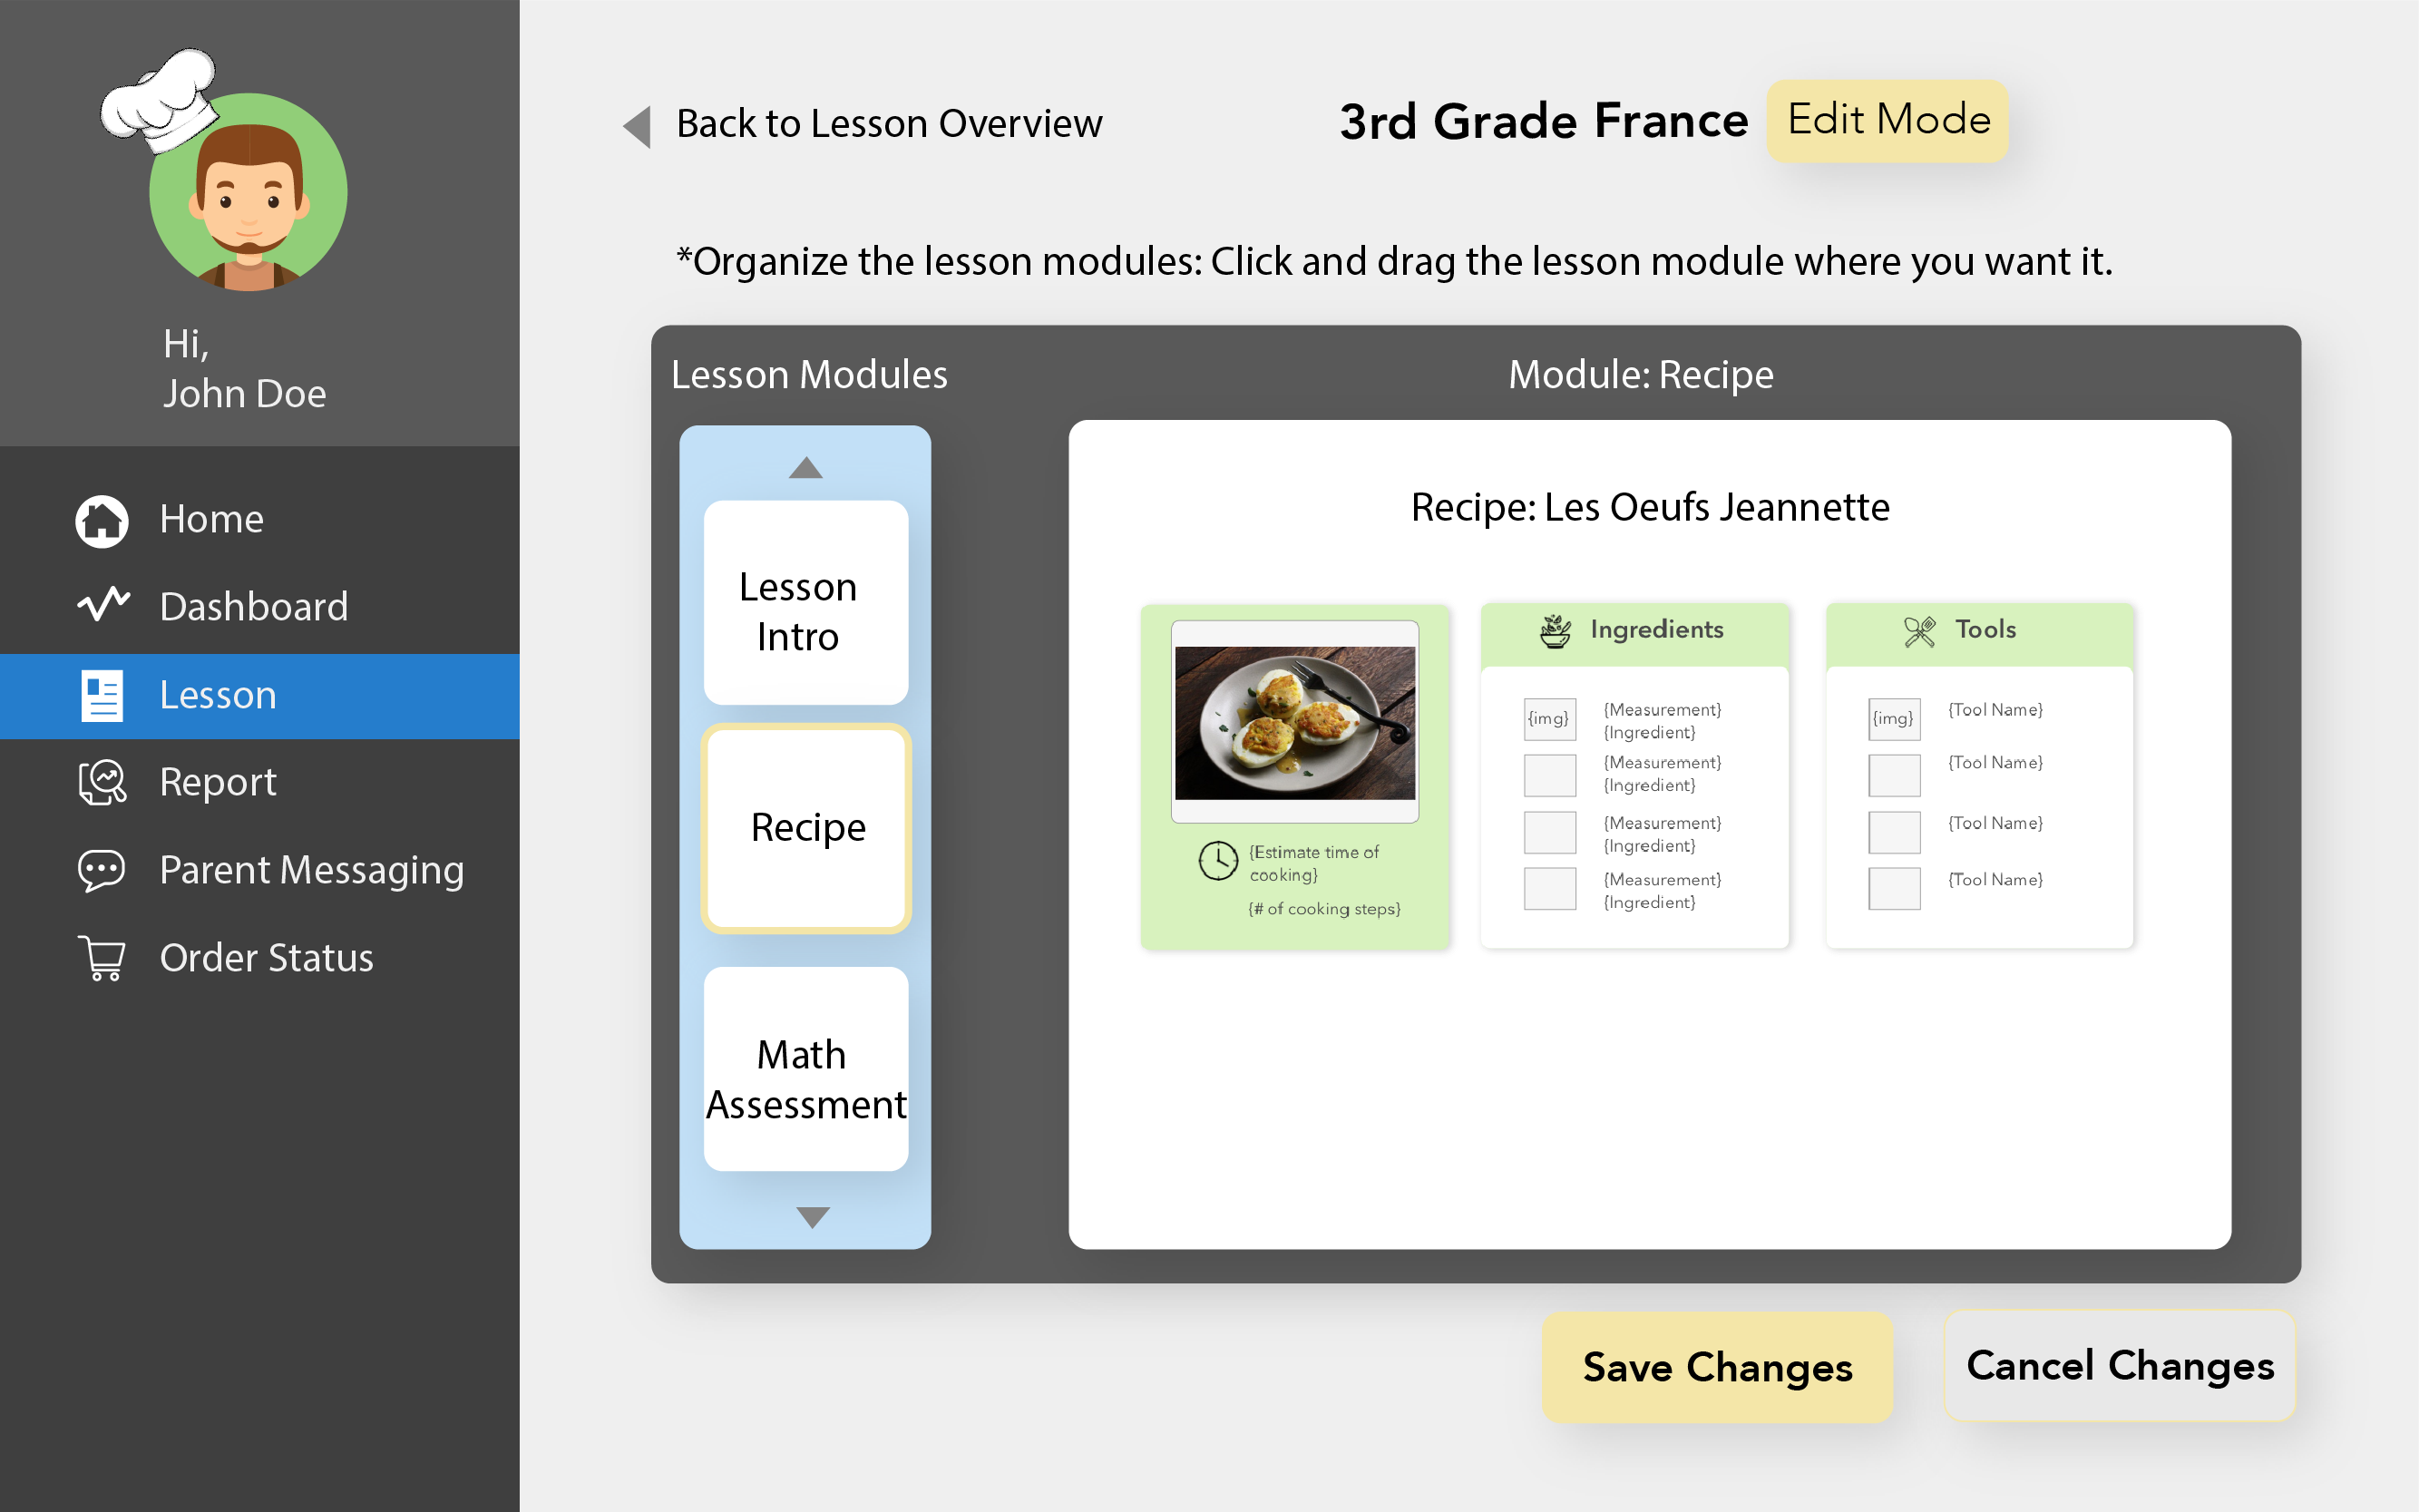 Hi,
John Doe
Home
Dashboard
Lesson
Report
Parent Messaging
Order Status
Back to Lesson Overview
3rd Grade France
Edit Mode
*Organize the lesson modules: Click and drag the lesson module where you want it.
Lesson Modules
Lesson
Intro
Recipe
Math
Assessment
Module: Recipe
Recipe: Les Oeufs Jeannette
{Estimate time of
cooking}
{# of cooking steps}
Ingredients
{img}
{Measurement}
{Ingredient}
{Measurement}
{Ingredient}
{Measurement}
{Ingredient}
{Measurement}
{Ingredient}
Tools
{img}
{Tool Name}
{Tool Name}
{Tool Name}
{Tool Name}
Save Changes
Cancel Changes